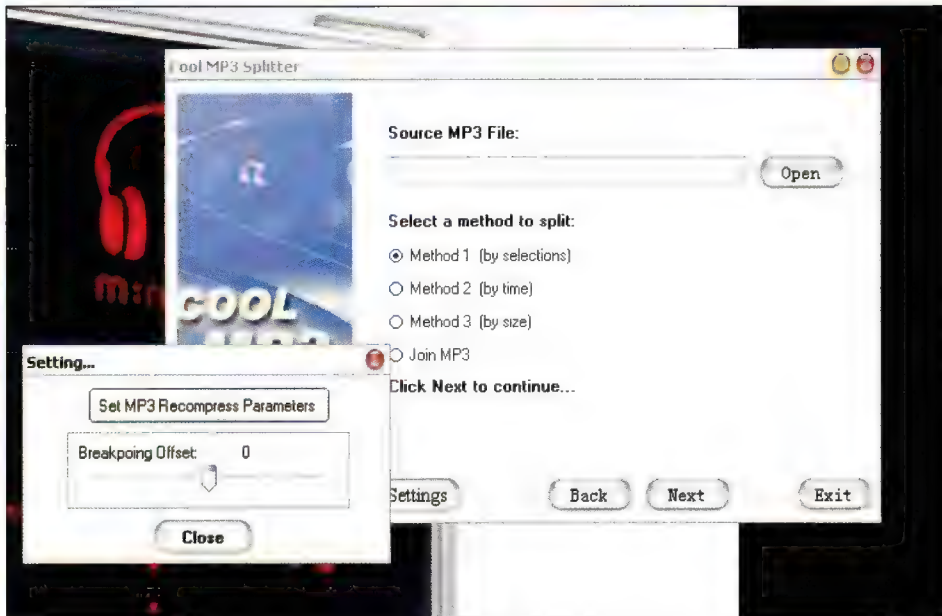 ool MP3 Splitter
Source MP3 File:
Open
Select a method to split:
Method 1 (by selections)
Method 2 (by time)
Method 3 (by size)
Join MP3
Click Next to continue...
Settings
Back
Next
Exit
COOL
MP3
Setting...
Set MP3 Recompress Parameters
Breakpoing Offset: 0
Close